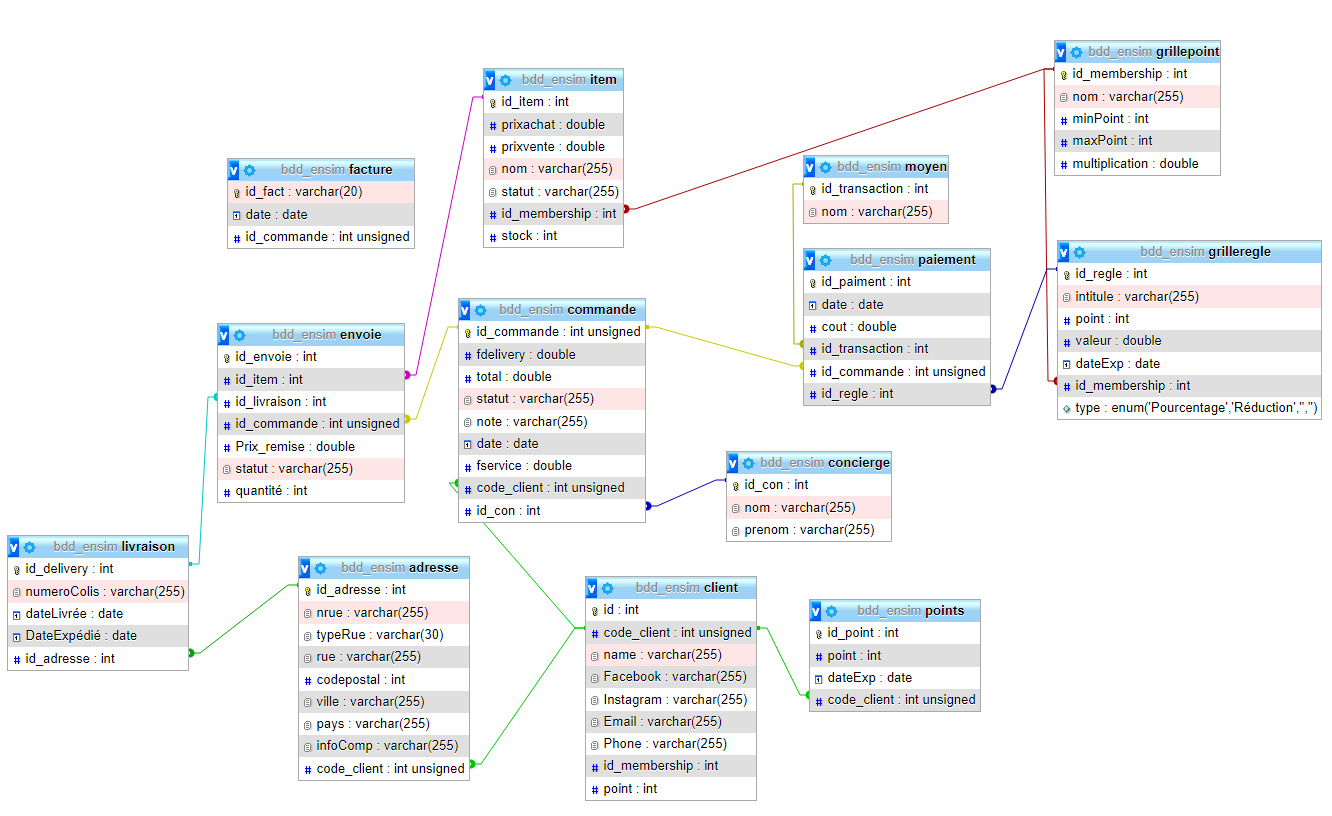 bdd_ensim grillepoint
id_membership : int
nom : varchar(255)
minPoint : int
maxPoint : int
multiplication : double
bdd_ensim item
id_item : int
prixachat : double
prixvente : double
nom : varchar(255)
statut : varchar(255)
id_membership : int
stock : int
bdd_ensim facture
id_fact : varchar(20)
date : date
id_commande : int unsigned
bdd_ensim moyen
id_transaction : int
nom : varchar(255)
bdd_ensim paiement
id_paiment : int
date : date
cout : double
id_transaction : int
id_commande : int unsigned
id_regle : int
bdd_ensim grilleregle
id_regle : int
intitule : varchar(255)
point : int
valeur : double
dateExp : date
id_membership : int
type : enum('Pourcentage','Réduction','','')
bdd_ensim commande
id_commande : int unsigned
fdelivery : double
total : double
statut : varchar(255)
note : varchar(255)
date : date
fservice : double
code_client : int unsigned
id_con : int
bdd_ensim envoie
id_envoie : int
id_item : int
id_livraison : int
id_commande : int unsigned
Prix_remise : double
statut : varchar(255)
quantité : int
bdd_ensim concierge
id_con : int
nom : varchar(255)
prenom : varchar(255)
bdd_ensim livraison
id_delivery : int
numeroColis : varchar(255)
dateLivrée : date
DateExpédié : date
id_adresse : int
bdd_ensim adresse
id_adresse : int
nrue : varchar(255)
typeRue : varchar(30)
rue : varchar(255)
codepostal : int
ville : varchar(255)
pays : varchar(255)
infoComp : varchar(255)
code_client : int unsigned
bdd_ensim client
id : int
code_client : int unsigned
name : varchar(255)
Facebook : varchar(255)
Instagram : varchar(255)
Email : varchar(255)
Phone : varchar(255)
id_membership : int
point : int
bdd_ensim points
id_point : int
point : int
dateExp : date
code_client : int unsigned